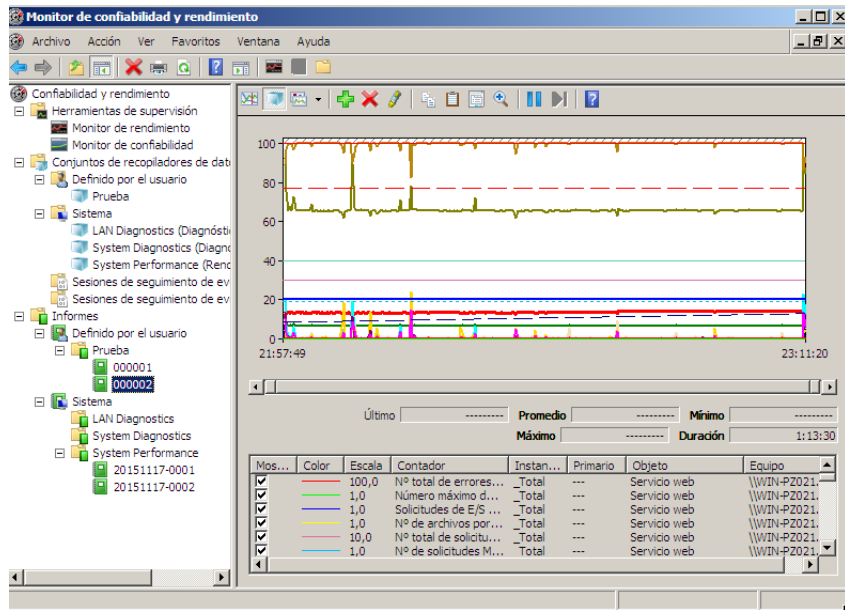 Monitor de confiabilidad y rendimiento
Archivo Acción Ver Favoritos Ventana Ayuda
Confiabilidad y rendimiento
Herramientas de supervisión
Monitor de rendimiento
Monitor de confiabilidad
Conjuntos de recopiladores de dat
Definido por el usuario
Prueba
Sistema
LAN Diagnostics (Diagnósti
System Diagnostics (Diagno
System Performance (Rend
Sesiones de seguimiento de ev
Sesiones de seguimiento de ev
Informes
Definido por el usuario
Prueba
000001
000002
Sistema
LAN Diagnostics
System Diagnostics
System Performance
20151117-0001
20151117-0002
100
80
60
40
20
0
21:57:49 23:11:20
Último --------- Promedio --------- Mínimo ---------
Máximo --------- Duración 1:13:30
Mos... Color Escala Contador Instan... Primario Objeto Equipo
100,0 Nº total de errores... _Total --- Servicio web \\WIN-PZ021.
1,0 Número máximo d... _Total --- Servicio web \\WIN-PZ021.
1,0 Solicitudes de E/S ... _Total --- Servicio web \\WIN-PZ021.
1,0 Nº de archivos por... _Total --- Servicio web \\WIN-PZ021.
10,0 Nº total de solicitu... _Total --- Servicio web \\WIN-PZ021.
1,0 Nº de solicitudes M... _Total --- Servicio web \\WIN-PZ021.